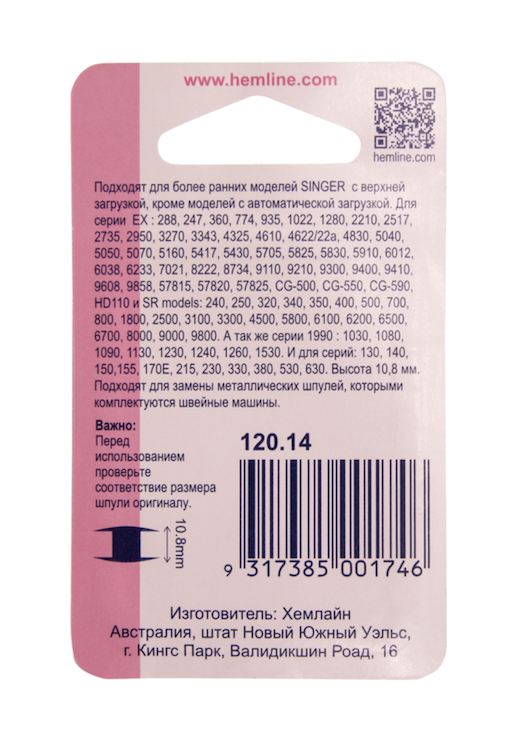 www.hemline.com
hemline.com
Подходят для более ранних моделей SINGER с верхней
загрузкой, кроме моделей с автоматической загрузкой. Для
серии EX : 288, 247, 360, 774, 935, 1022, 1280, 2210, 2517,
2735, 2950, 3270, 3343, 4325, 4610, 4622/22a, 4830, 5040,
5050, 5070, 5160, 5417, 5430, 5705, 5825, 5830, 5910, 6012,
6038, 6233, 7021, 8222, 8734, 9110, 9210, 9300, 9400, 9410,
9608, 9858, 57815, 57820, 57825, CG-500, CG-550, CG-590,
HD110 и SR models: 240, 250, 320, 340, 350, 400, 500, 700,
800, 1800, 2500, 3100, 3300, 4500, 5800, 6100, 6200, 6500,
6700, 8000, 9000, 9800. А так же серии 1990 : 1030, 1080,
1090, 1130, 1230, 1240, 1260, 1530. И для серий: 130, 140,
150,155, 170E, 215, 230, 330, 380, 530, 630. Высота 10,8 мм.
Подходят для замены металлических шпулей, которыми
комплектуются швейные машины.
Важно:
Перед
использованием
проверьте
соответствие размера
шпули оригиналу.
10.8mm
120.14
9 317385 001746
Изготовитель: Хемлайн
Австралия, штат Новый Южный Уэльс,
г. Кингс Парк, Валидикшин Роад, 16